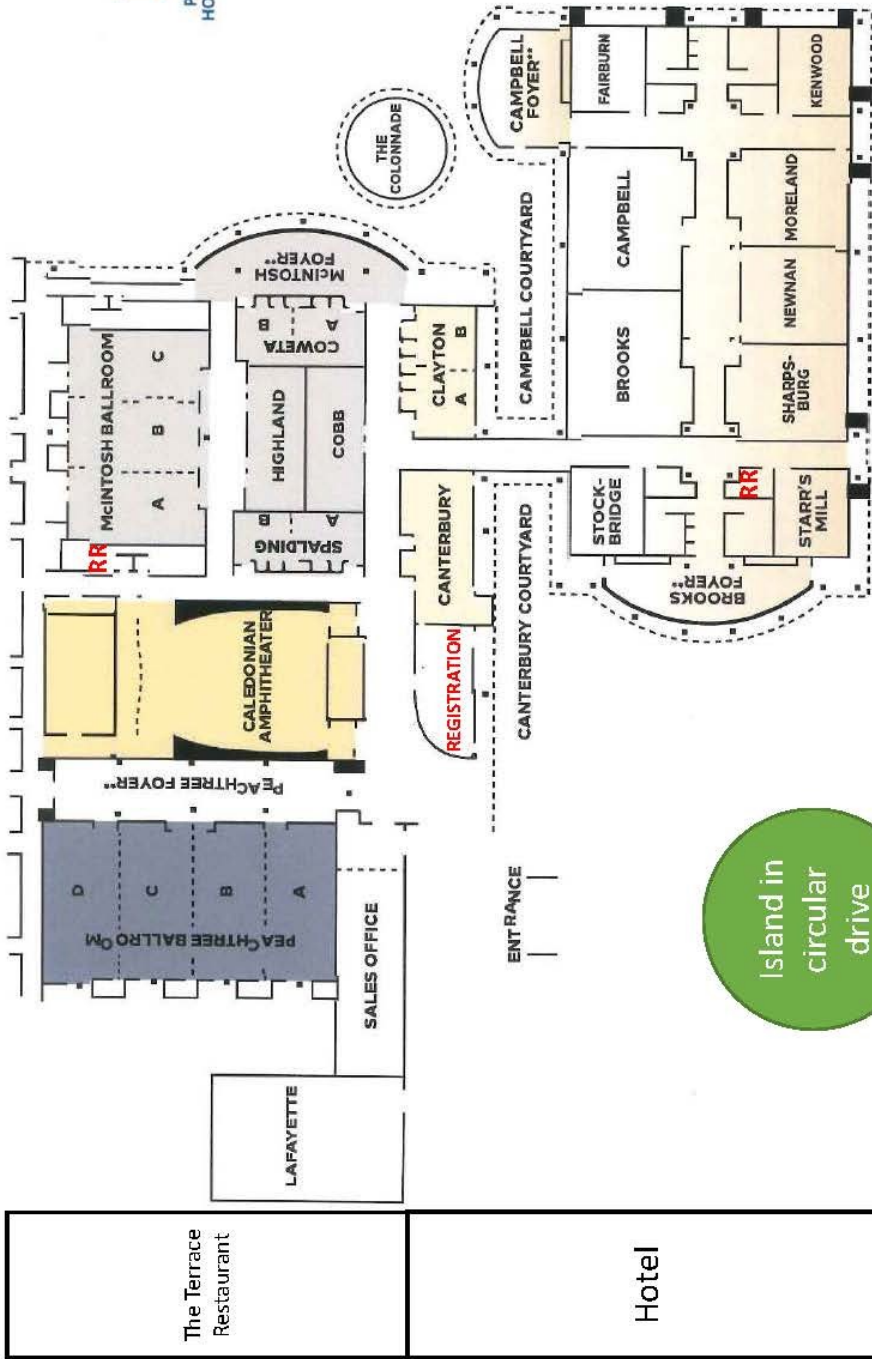 Hotel
The Terrace
Restaurant
LAFAYETTE
SALES OFFICE
PEACHTREE BALLROOM
A
B
C
D
ENTRANCE
Island in
circular
drive
PEACHTREE FOYER**
CALEDONIAN
AMPHITHEATER
REGISTRATION
CANTERBURY
CANTERBURY COURTYARD
BROOKS
FOYER**
RR
McINTOSH BALLROOM
A
B
C
SPALDING
A
B
HIGHLAND
COBB
COWETA
A
B
McINTOSH
FOYER**
CLAYTON
A
B
STOCK-
BRIDGE
RR
STARR'S
MILL
CAMPBELL COURTYARD
BROOKS
CAMPBELL
SHARPS-
BURG
NEWNAN
MORELAND
THE
COLONNADE
CAMPBELL
FOYER**
FAIRBURN
KENWOOD